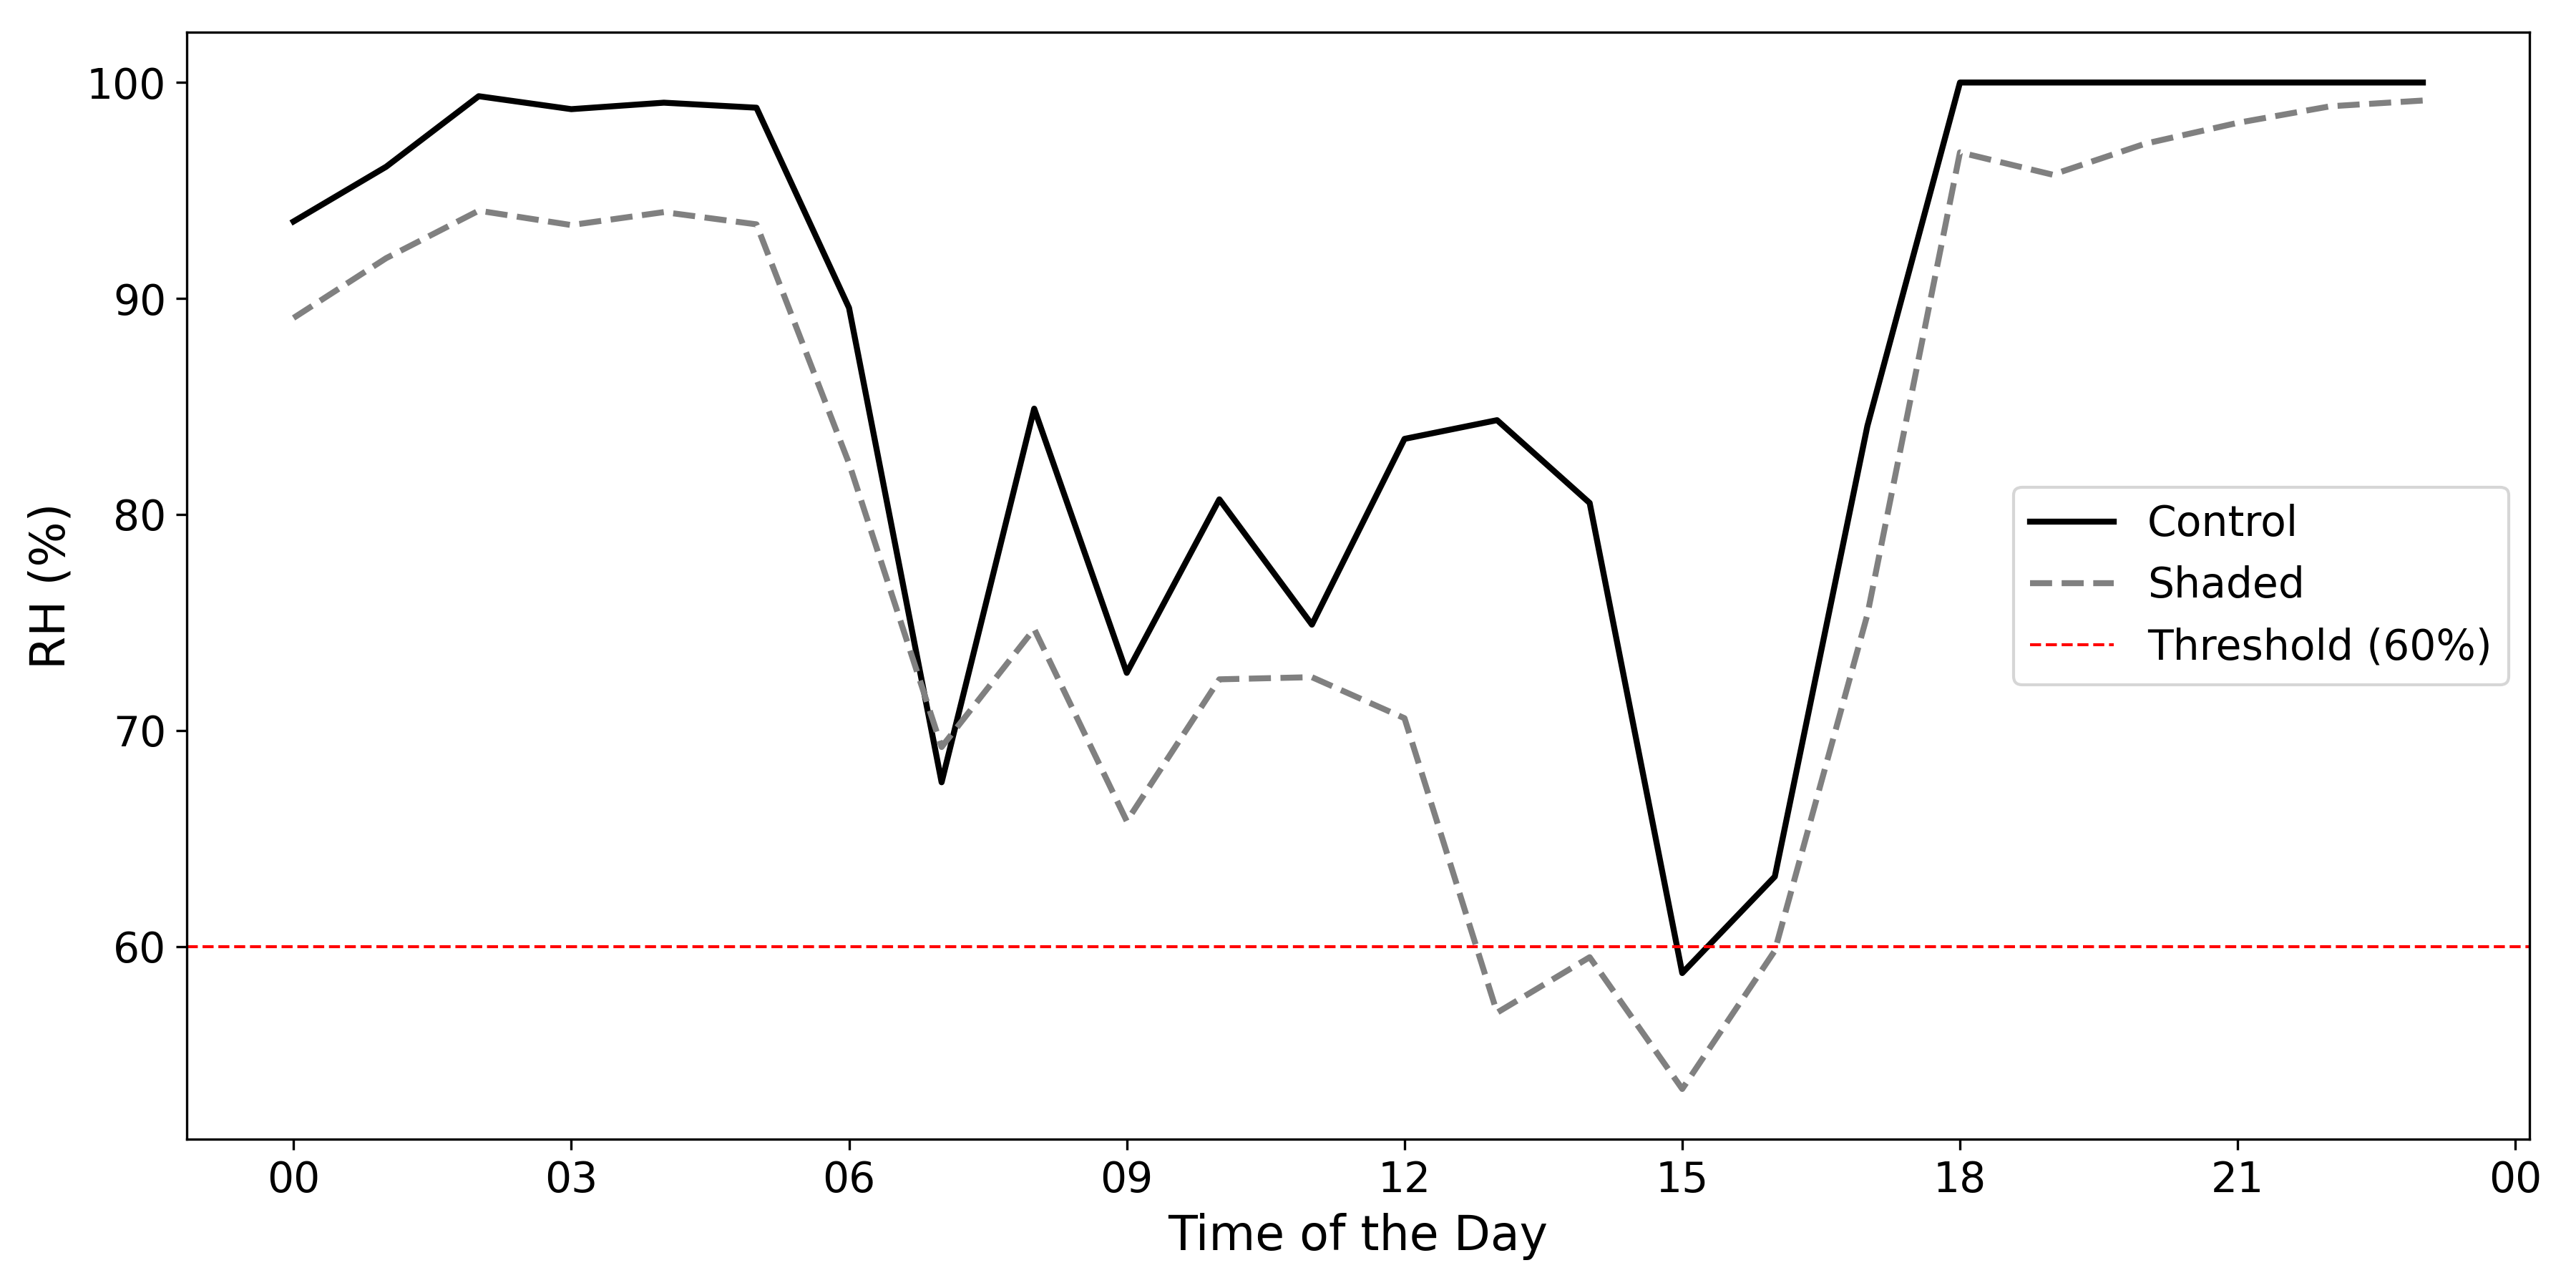 100
90
80
70
60
RH (%)
Control
Shaded
Threshold (60%)
00 03 06 09 12 15 18 21 00
Time of the Day